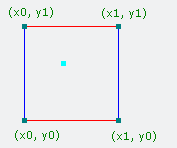 (x0, y1) (x1, y1)
(x0, y0) (x1, y0)